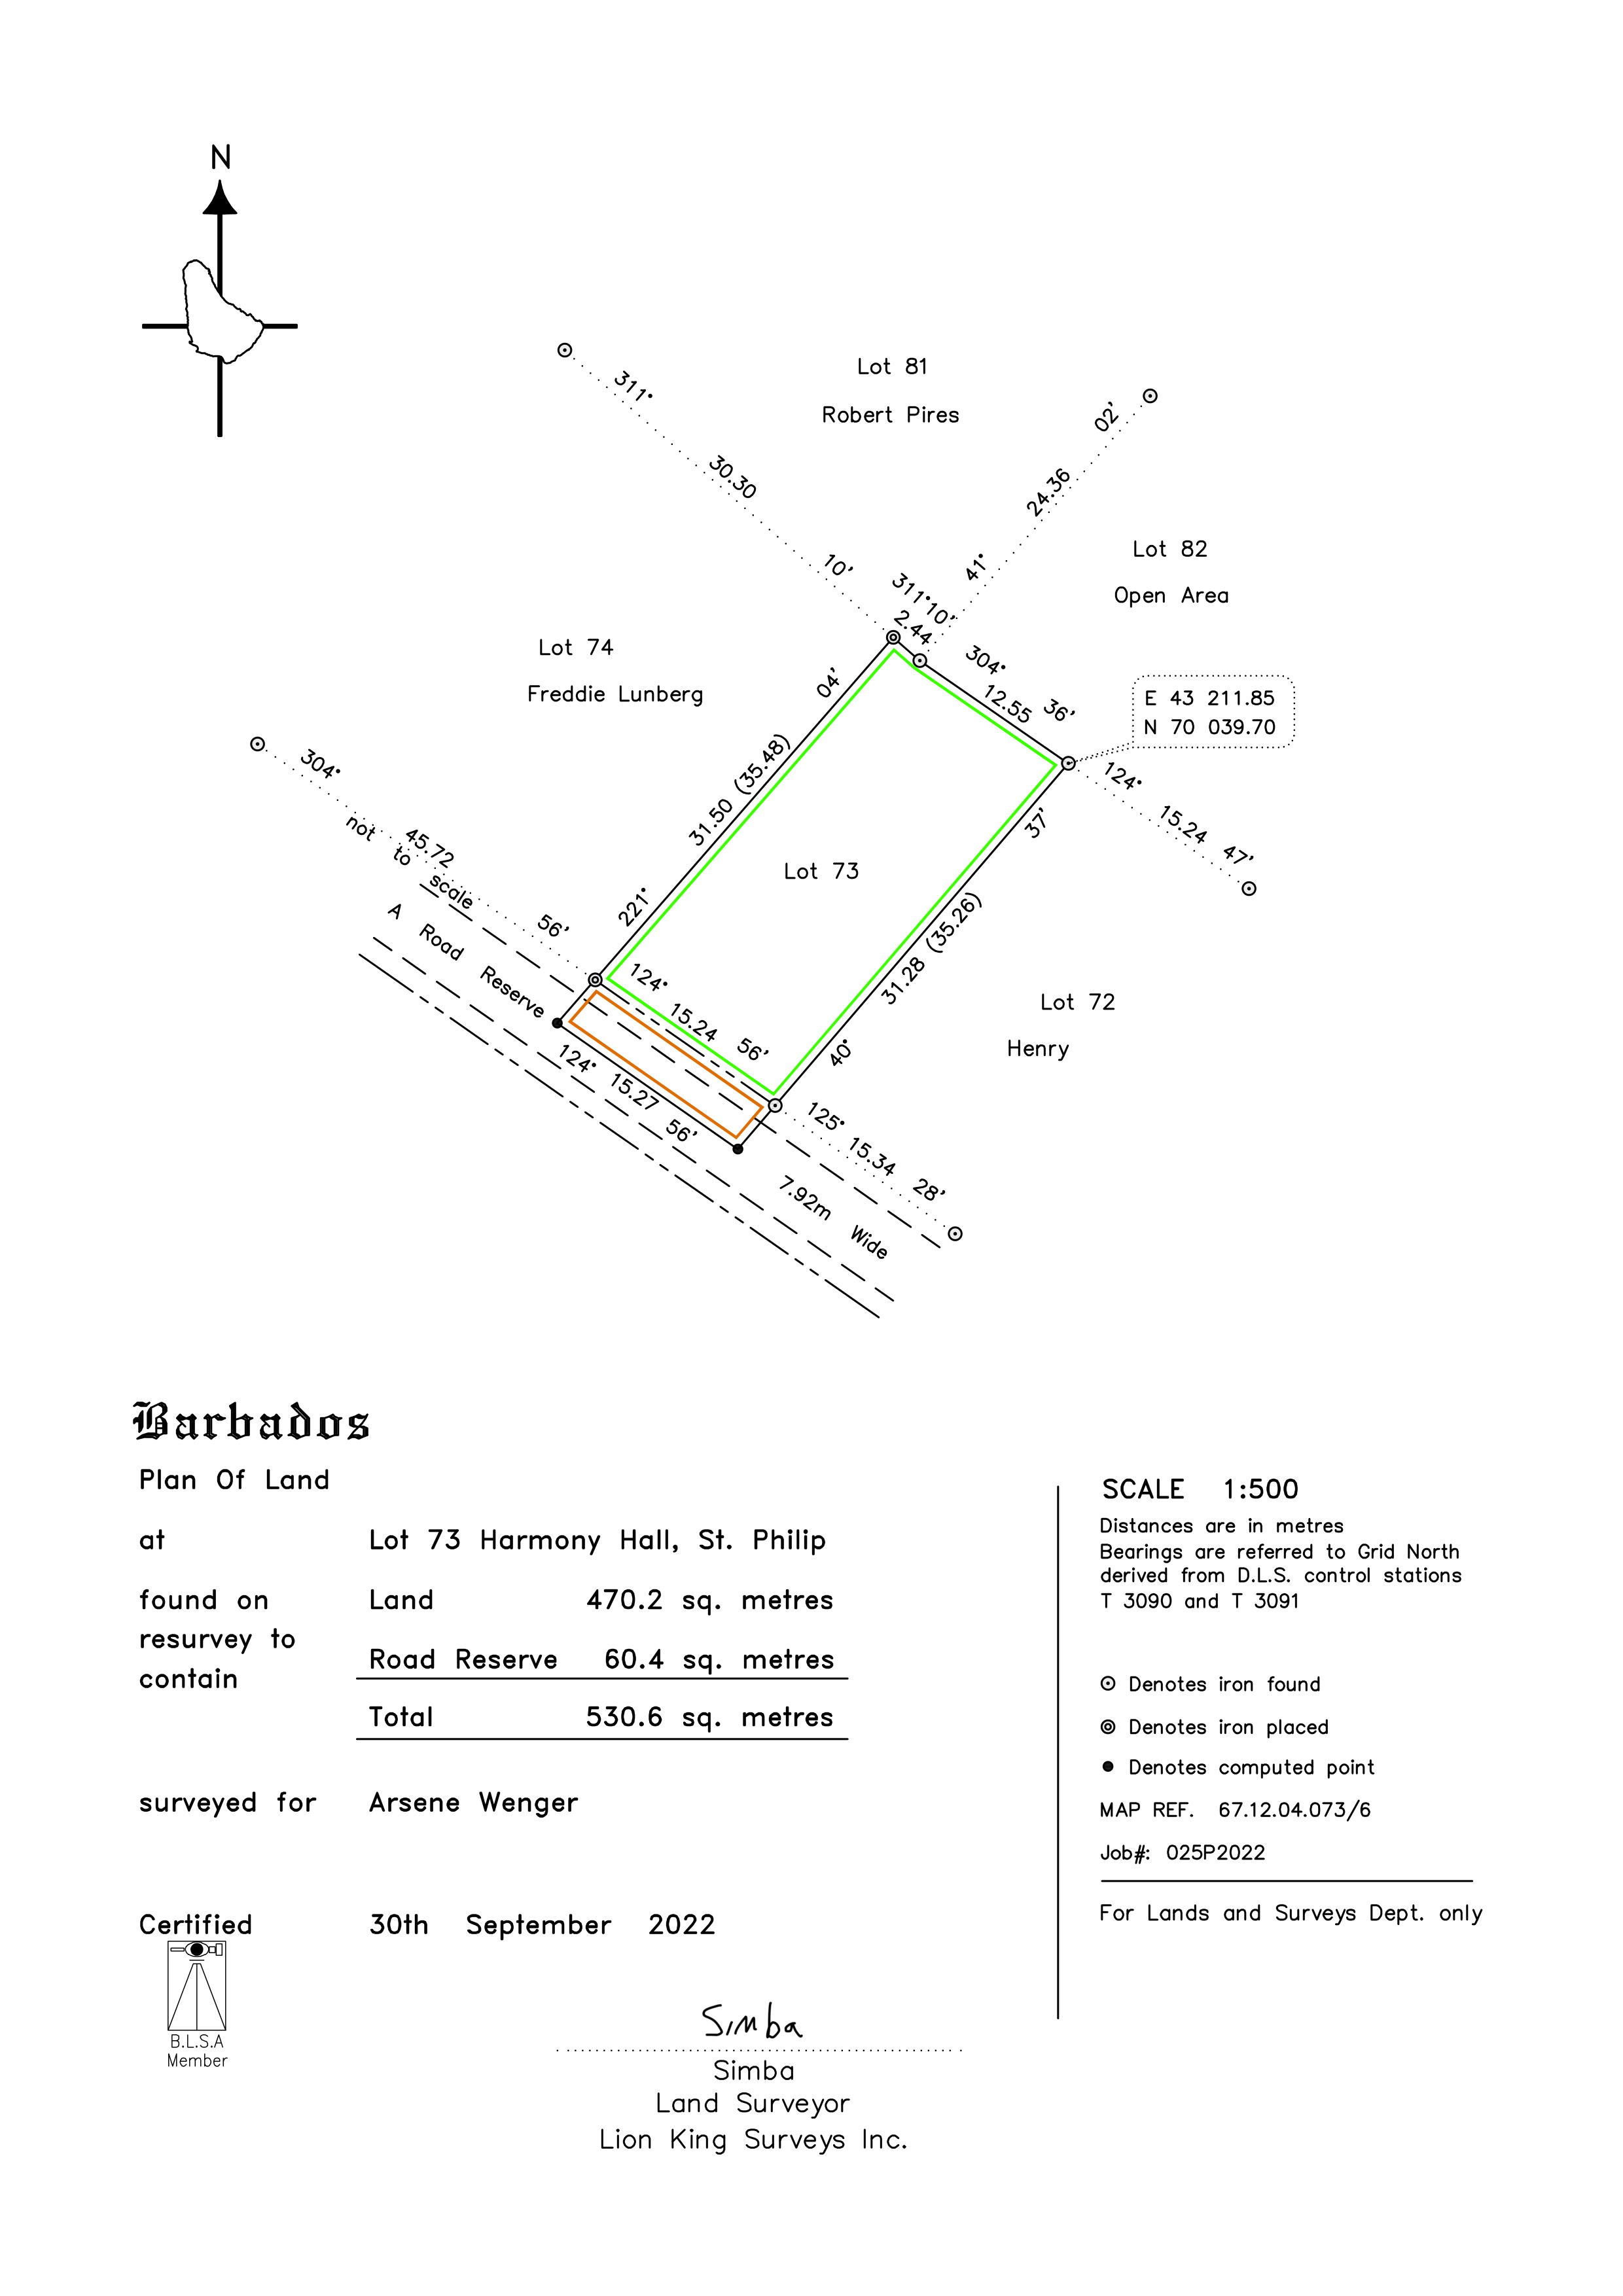 N
Lot 81
Robert Pires
311° 30.30 10'
41° 24.36 02'
Lot 82
Open Area
311°10'
2.44
304° 12.55 36'
Lot 74
Freddie Lunberg
E 43 211.85
N 70 039.70
221° 31.50 (35.48) 04'
304° 45.72 56'
not to scale
124° 15.24 47'
Lot 73
40° 31.28 (35.26) 37'
A Road Reserve 7.92m Wide
124° 15.24 56'
Lot 72
Henry
124° 15.27 56'
125° 15.34 28'
Barbados
Plan Of Land
at Lot 73 Harmony Hall, St. Philip
found on Land 470.2 sq. metres
resurvey to
contain Road Reserve 60.4 sq. metres
Total 530.6 sq. metres
surveyed for Arsene Wenger
Certified 30th September 2022
B.L.S.A
Member
Simba
Simba
Land Surveyor
Lion King Surveys Inc.
SCALE 1:500
Distances are in metres
Bearings are referred to Grid North
derived from D.L.S. control stations
T 3090 and T 3091
Denotes iron found
Denotes iron placed
Denotes computed point
MAP REF. 67.12.04.073/6
Job#: 025P2022
For Lands and Surveys Dept. only